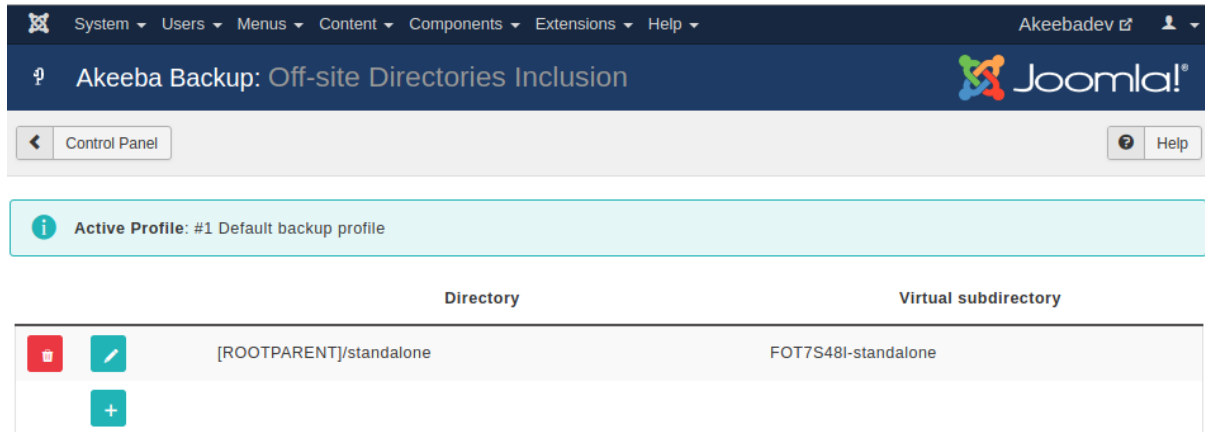 System Users Menus Content Components Extensions Help Akeebadev
Akeeba Backup: Off-site Directories Inclusion Joomla!®
Control Panel Help
Active Profile: #1 Default backup profile
Directory Virtual subdirectory
[ROOTPARENT]/standalone FOT7S48I-standalone